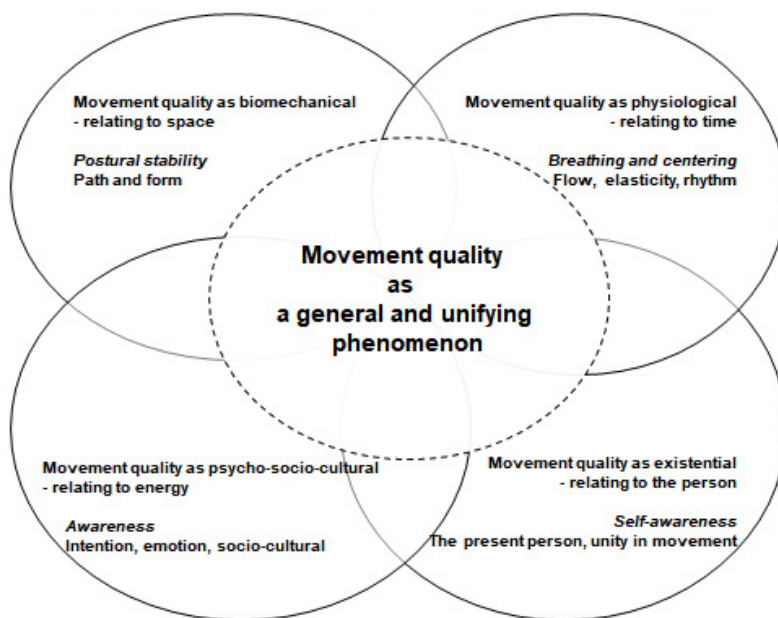 Movement quality as biomechanical
- relating to space
Postural stability
Path and form
Movement quality as physiological
- relating to time
Breathing and centering
Flow, elasticity, rhythm
Movement quality
as
a general and unifying
phenomenon
Movement quality as psycho-socio-cultural
- relating to energy
Awareness
Intention, emotion, socio-cultural
Movement quality as existential
- relating to the person
Self-awareness
The present person, unity in movement